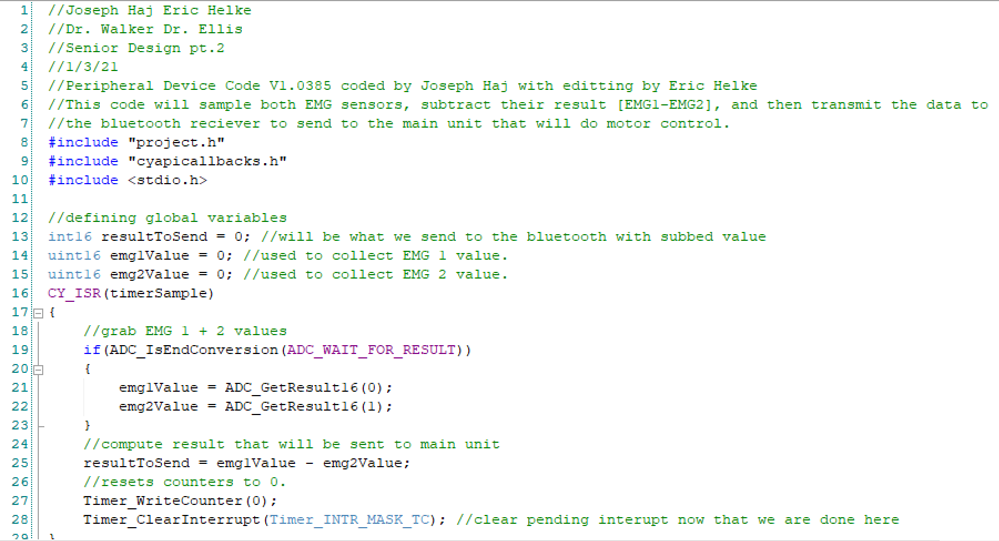 1 //Joseph Haj Eric Helke
2 //Dr. Walker Dr. Ellis
3 //Senior Design pt.2
4 //1/3/21
5 //Peripheral Device Code V1.0385 coded by Joseph Haj with editting by Eric Helke
6 //This code will sample both EMG sensors, subtract their result [EMG1-EMG2], and then transmit the data to
7 //the bluetooth reciever to send to the main unit that will do motor control.
8 #include "project.h"
9 #include "cyapicallbacks.h"
10 #include <stdio.h>
11
12 //defining global variables
13 int16 resultToSend = 0; //will be what we send to the bluetooth with subbed value
14 uint16 emg1Value = 0; //used to collect EMG 1 value.
15 uint16 emg2Value = 0; //used to collect EMG 2 value.
16 CY_ISR(timerSample)
17 {
18 //grab EMG 1 + 2 values
19 if(ADC_IsEndConversion(ADC_WAIT_FOR_RESULT))
20 {
21 emg1Value = ADC_GetResult16(0);
22 emg2Value = ADC_GetResult16(1);
23 }
24 //compute result that will be sent to main unit
25 resultToSend = emg1Value - emg2Value;
26 //resets counters to 0.
27 Timer_WriteCounter(0);
28 Timer_ClearInterrupt(Timer_INTR_MASK_TC); //clear pending interupt now that we are done here
29 }